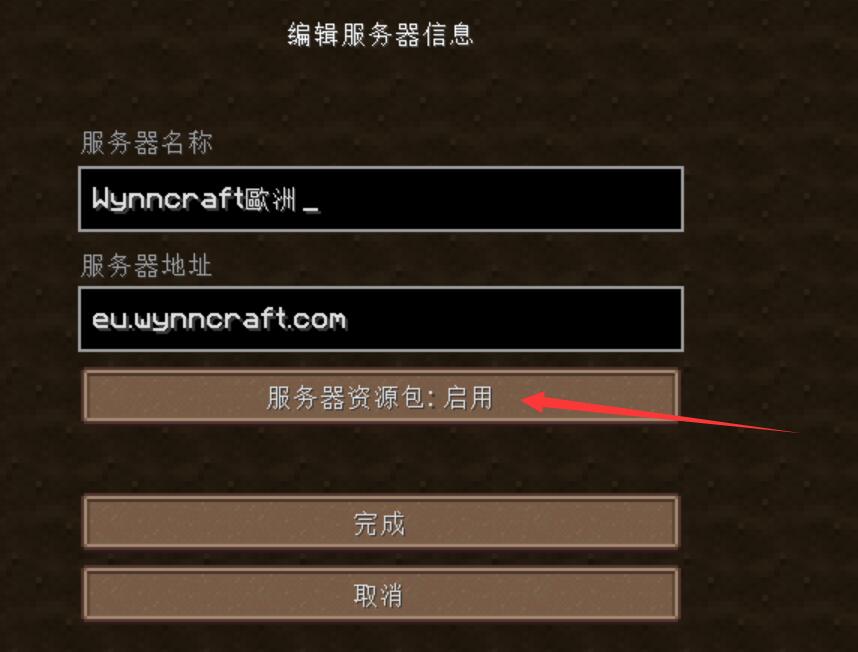 编辑服务器信息
服务器名称
Wynncraft歐洲_
服务器地址
eu.wynncraft.com
服务器资源包: 启用
完成
取消